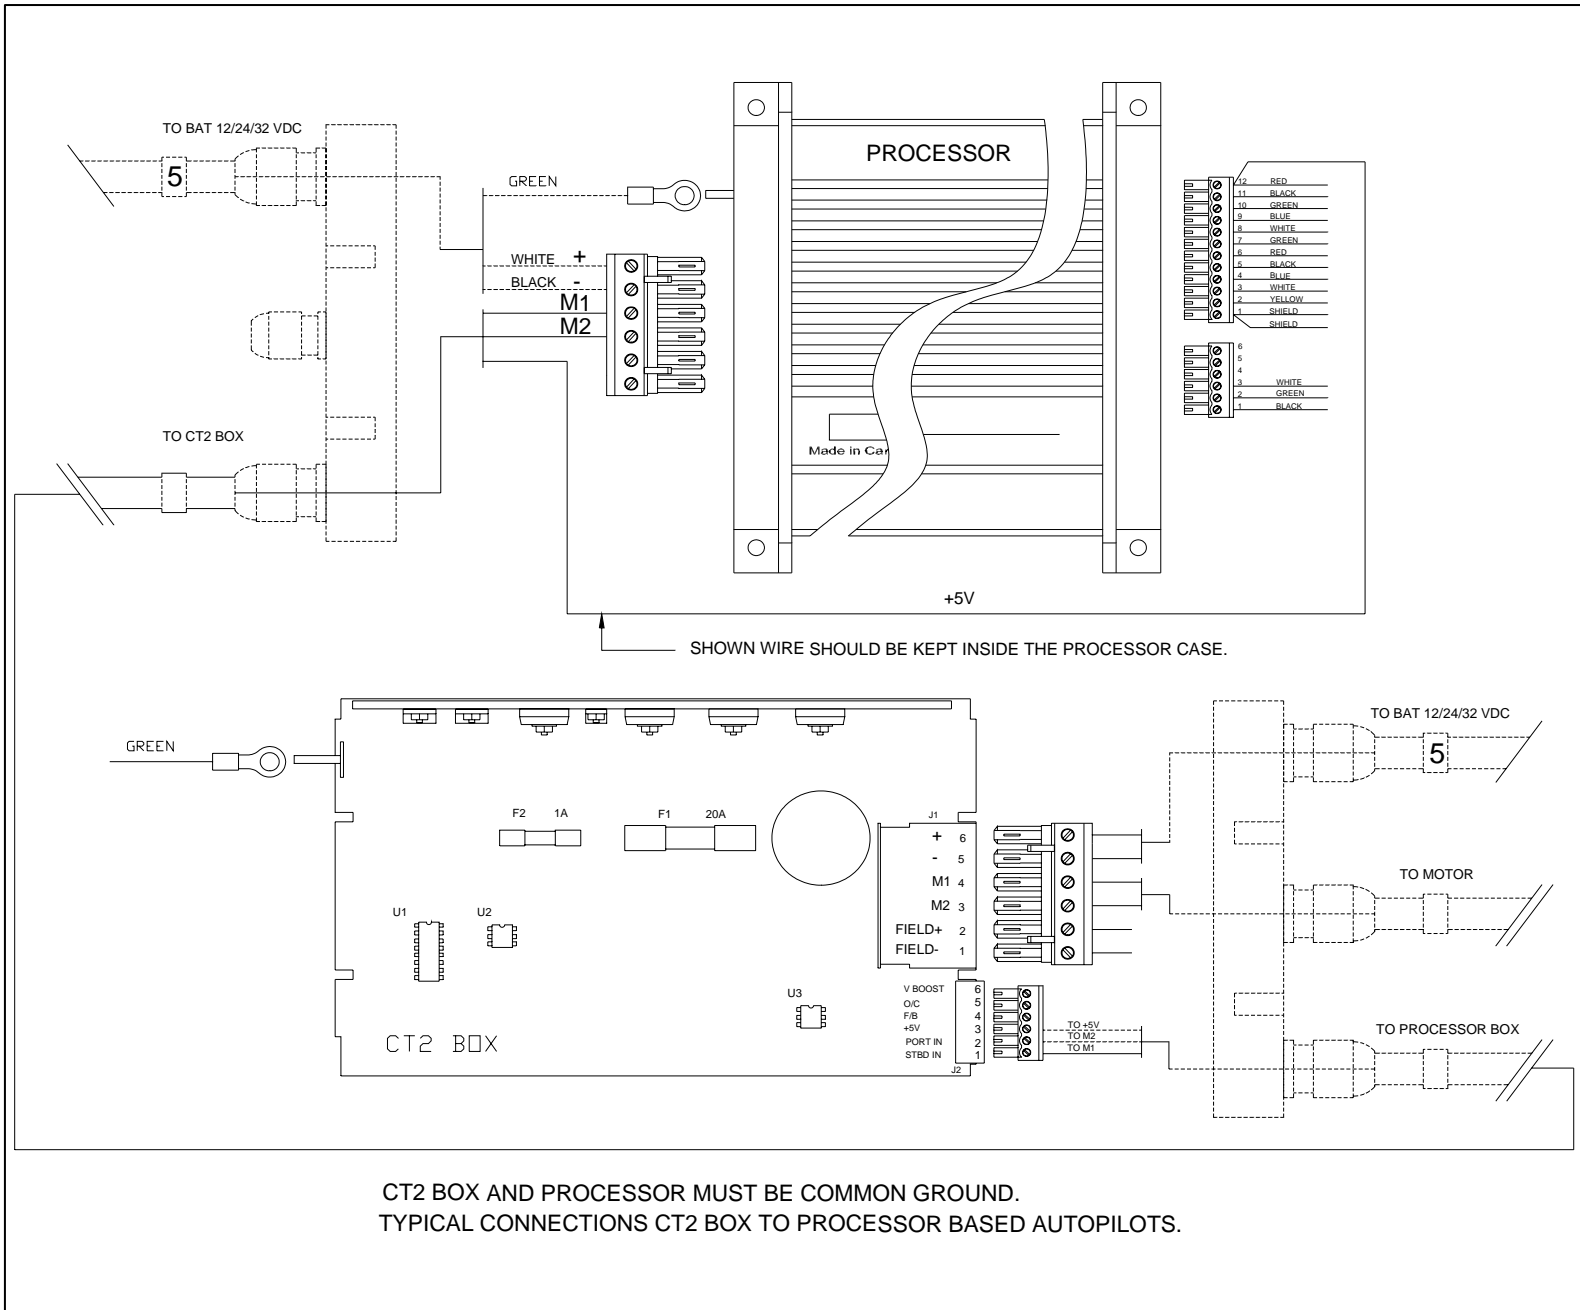 TO BAT 12/24/32 VDC
5
GREEN
WHITE +
BLACK -
M1
M2
TO CT2 BOX
PROCESSOR
Made in Car
12 RED
11 BLACK
10 GREEN
9 BLUE
8 WHITE
7 GREEN
6 RED
5 BLACK
4 BLUE
3 WHITE
2 YELLOW
1 SHIELD
SHIELD
6
5
4
3 WHITE
2 GREEN
1 BLACK
+5V
SHOWN WIRE SHOULD BE KEPT INSIDE THE PROCESSOR CASE.
GREEN
F2 1A
F1 20A
U1
U2
U3
CT2 BOX
J1
+ 6
- 5
M1 4
M2 3
FIELD+ 2
FIELD- 1
V BOOST 6
O/C 5
F/B 4
+5V 3
PORT IN 2
STBD IN 1
J2
TO +5V
TO M2
TO M1
TO BAT 12/24/32 VDC
5
TO MOTOR
TO PROCESSOR BOX
CT2 BOX AND PROCESSOR MUST BE COMMON GROUND.
TYPICAL CONNECTIONS CT2 BOX TO PROCESSOR BASED AUTOPILOTS.